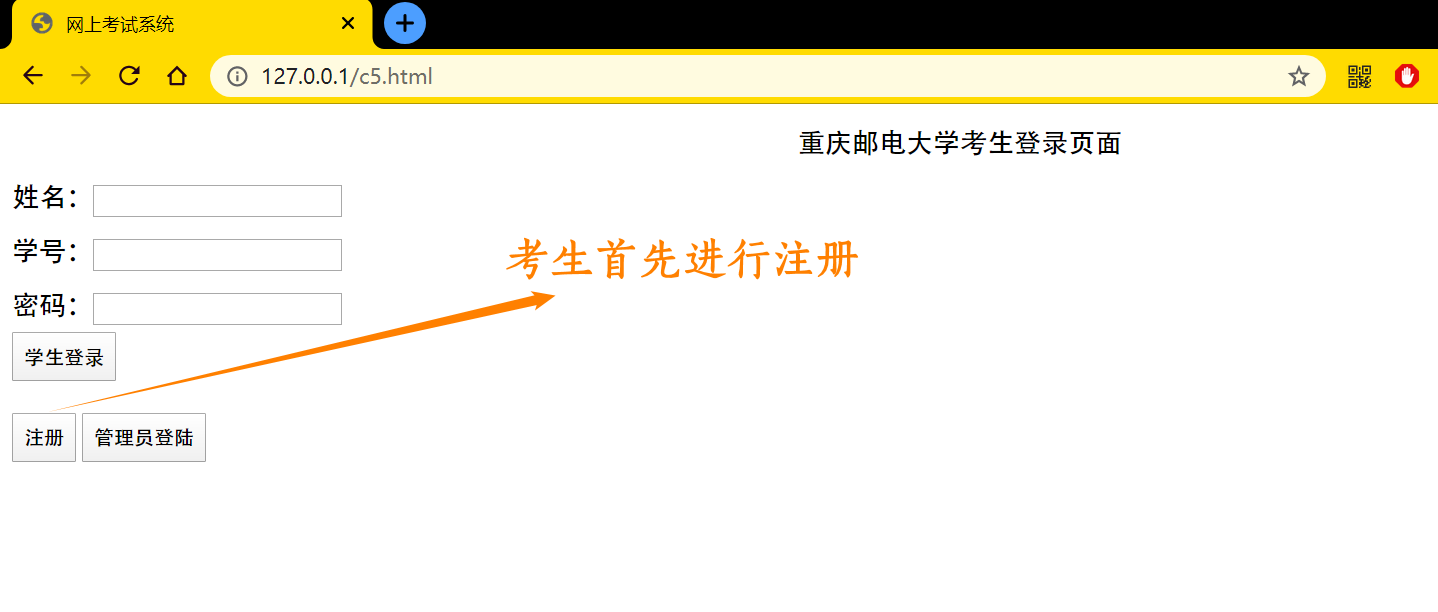 网上考试系统
127.0.0.1/c5.html
重庆邮电大学考生登录页面
姓名：
学号：
考生首先进行注册
密码：
学生登录
注册 管理员登陆